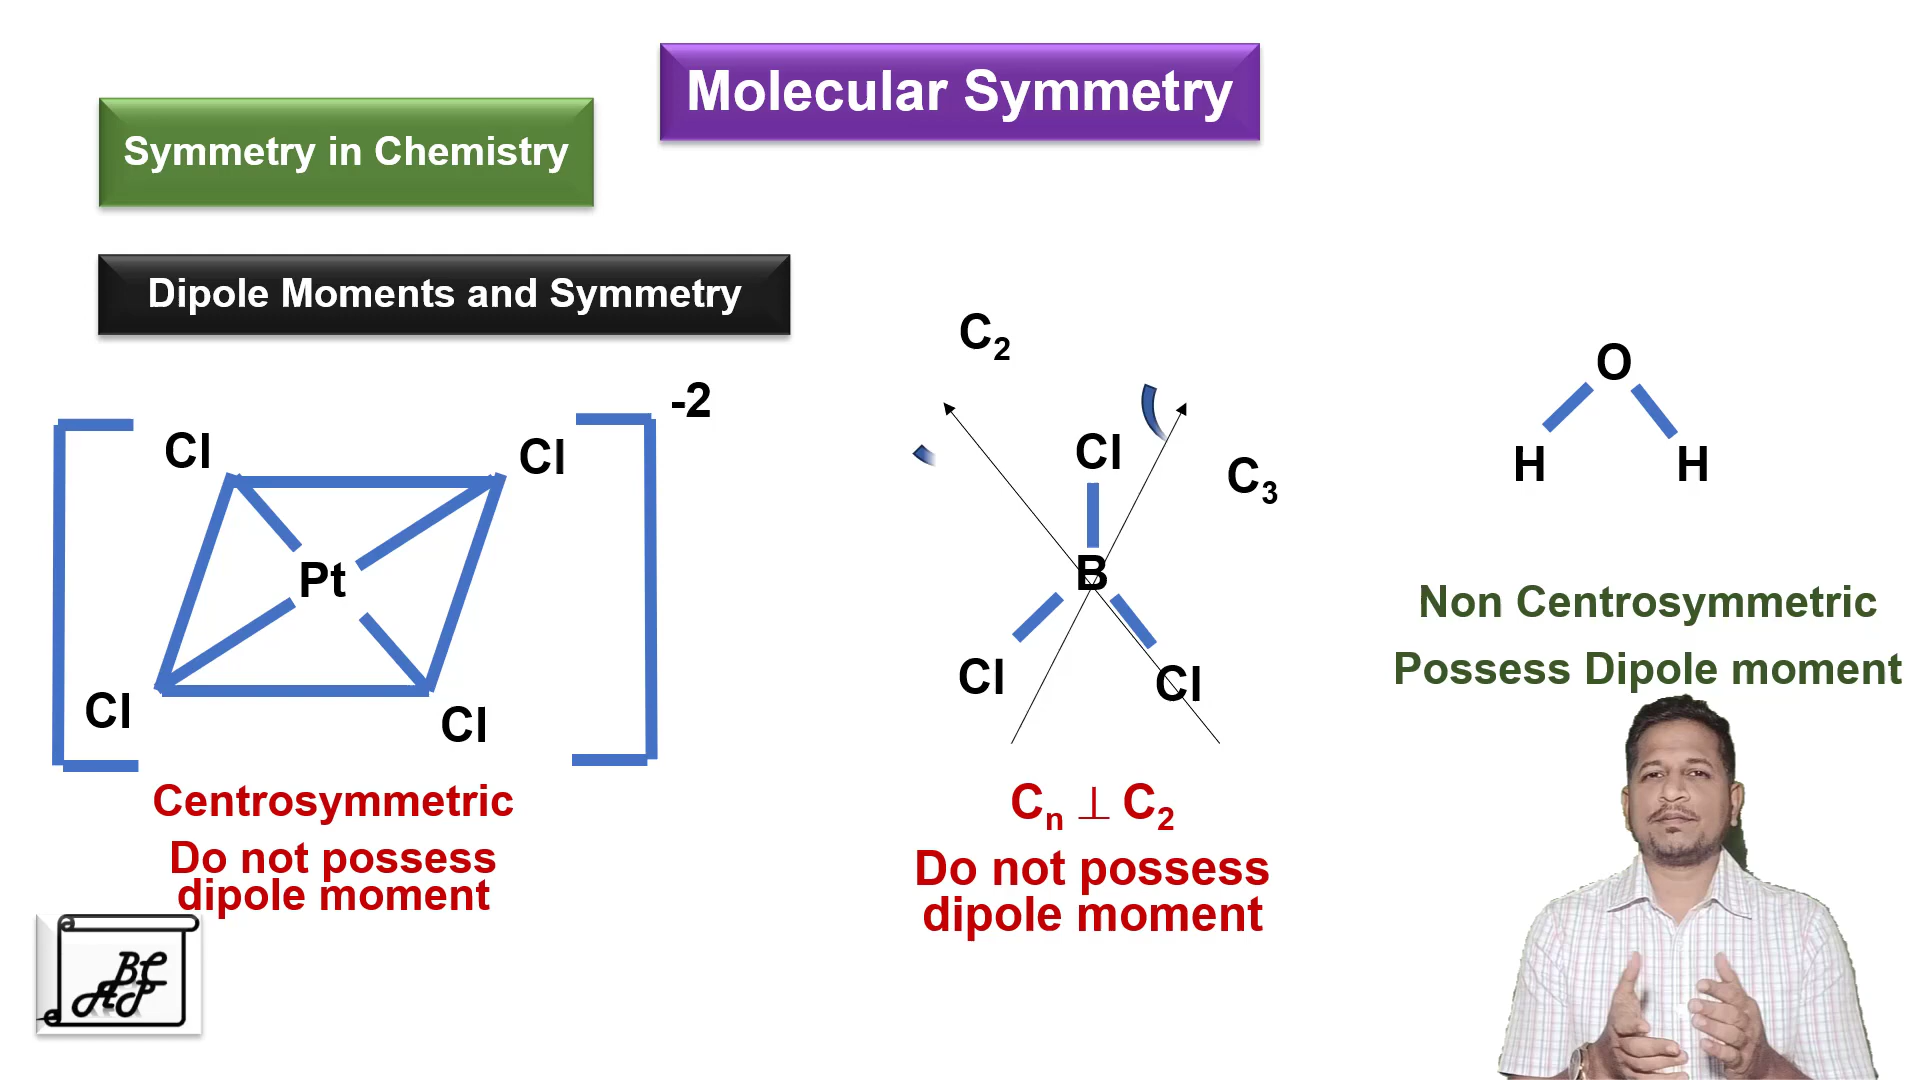 Molecular Symmetry
Symmetry in Chemistry
Dipole Moments and Symmetry
-2
Cl
Cl
Pt
Cl
Cl
Centrosymmetric
Do not possess
dipole moment
C₂
C₃
Cl
B
Cl
Cl
Cₙ ⊥ C₂
Do not possess
dipole moment
O
H H
Non Centrosymmetric
Possess Dipole moment
BC
AP